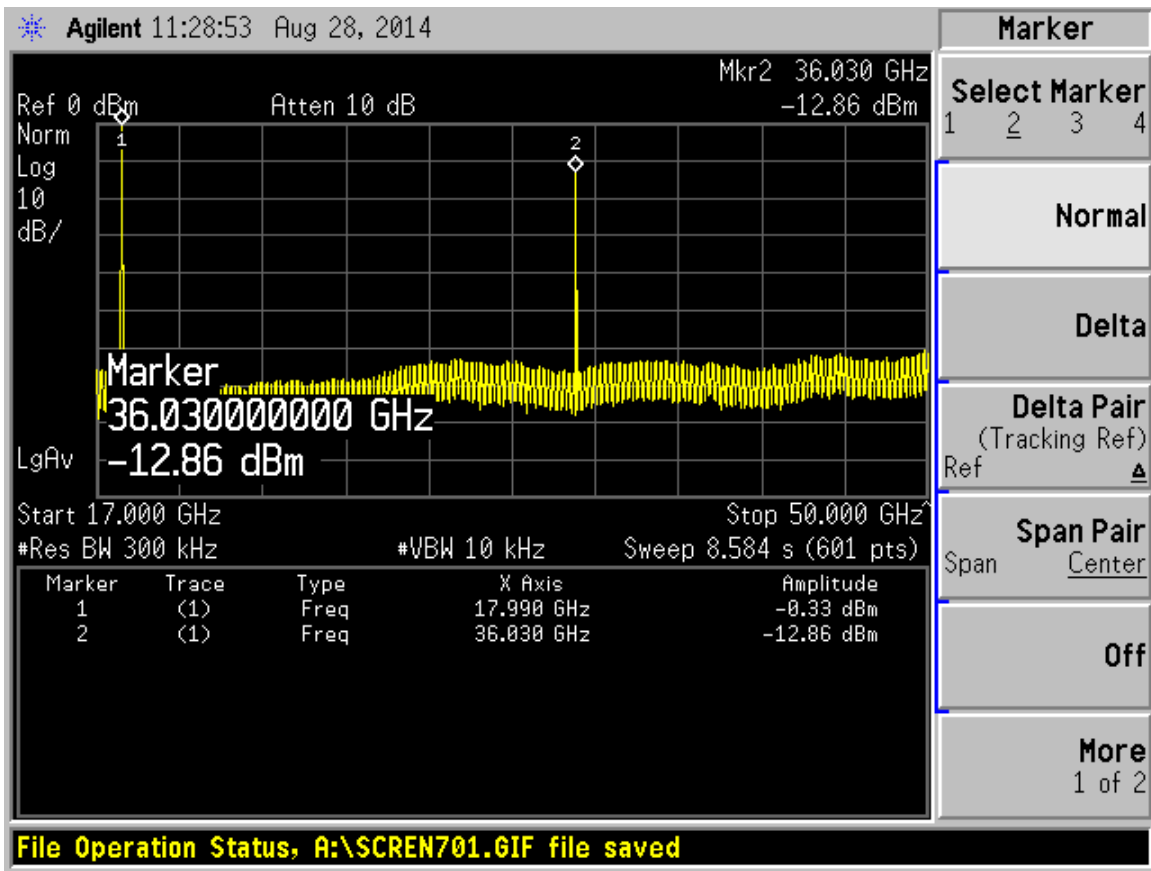 Agilent 11:28:53 Aug 28, 2014
Mkr2 36.030 GHz
Ref 0 dBm Atten 10 dB -12.86 dBm
Norm
Log
10
dB/
1
2
Marker
36.030000000 GHz
-12.86 dBm
LgAv
Start 17.000 GHz Stop 50.000 GHz^
#Res BW 300 kHz #VBW 10 kHz Sweep 8.584 s (601 pts)
Marker Trace Type X Axis Amplitude
1 (1) Freq 17.990 GHz -0.33 dBm
2 (1) Freq 36.030 GHz -12.86 dBm
File Operation Status, A:\SCREN701.GIF file saved
Marker
Select Marker
1 2 3 4
Normal
Delta
Delta Pair
(Tracking Ref)
Ref Δ
Span Pair
Span Center
Off
More
1 of 2